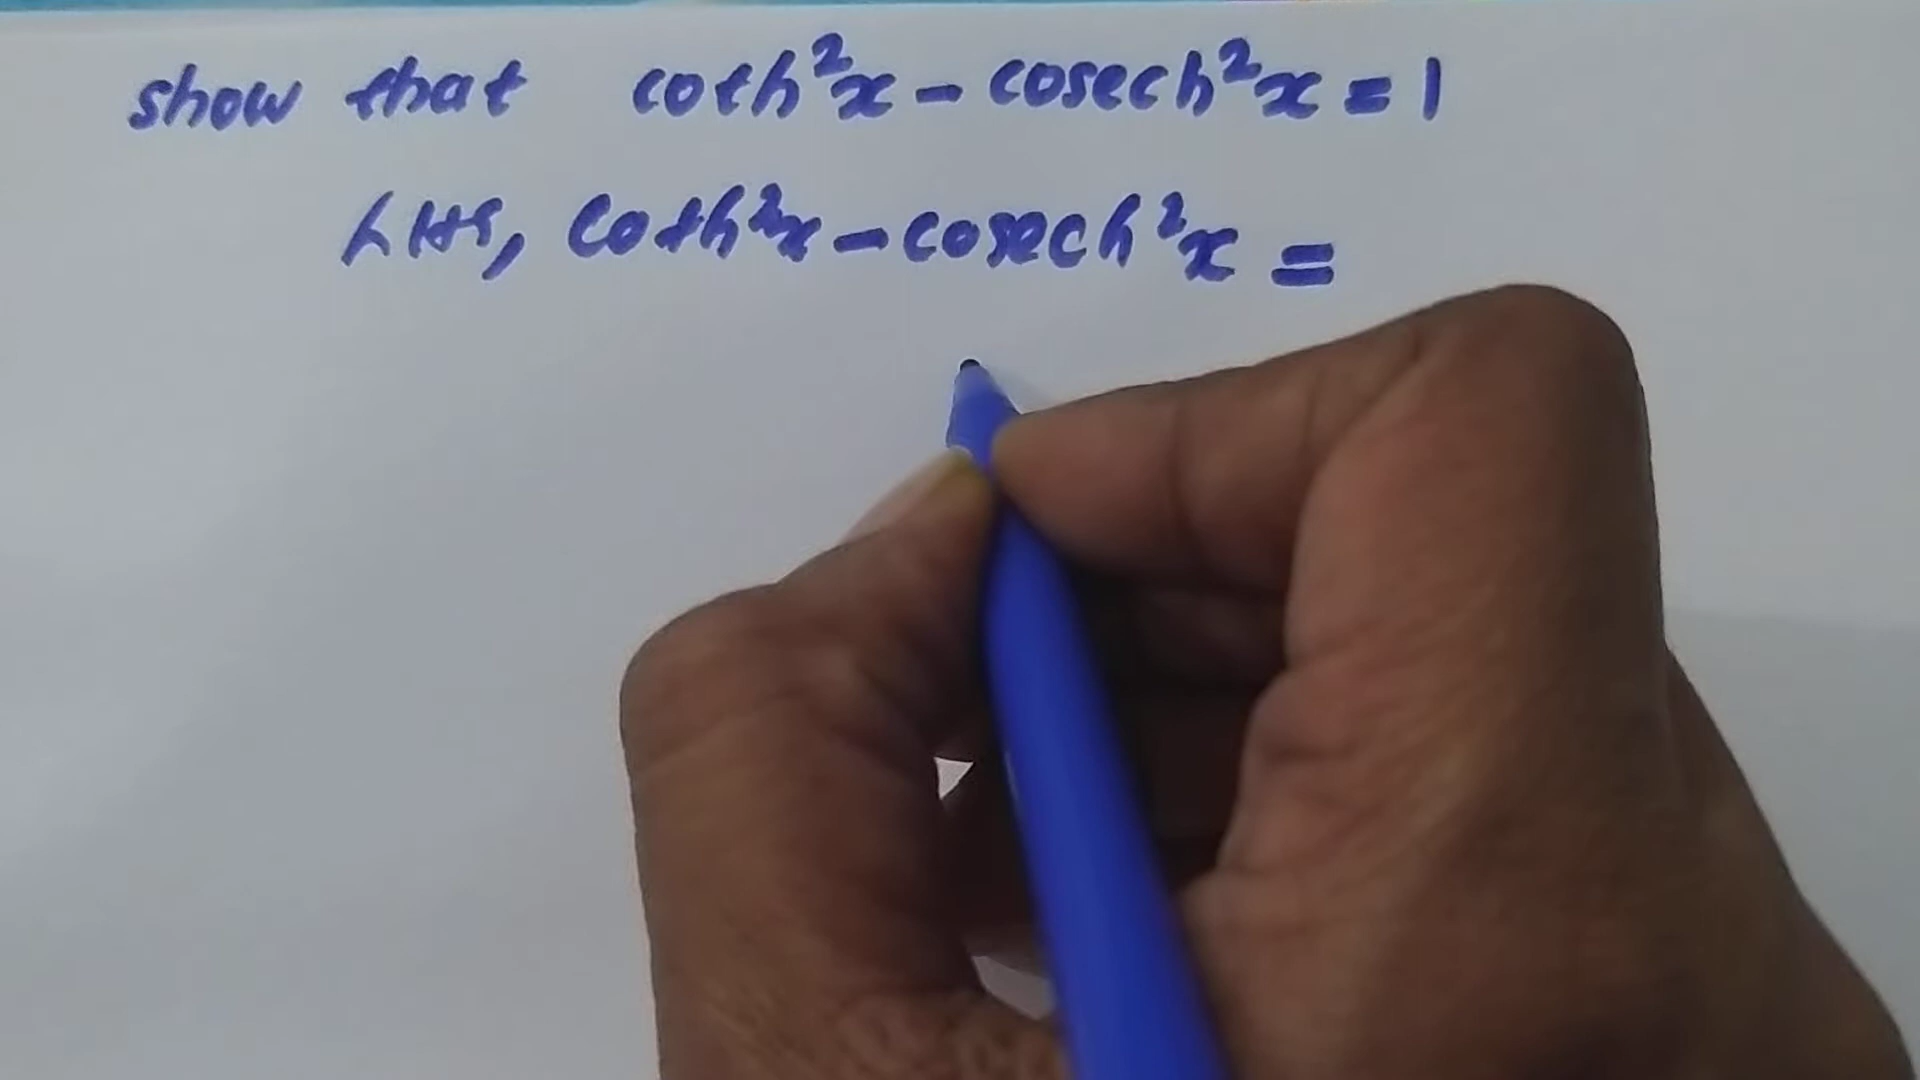 show that coth²x - cosech²x = 1
LHS, coth²x - cosech²x =